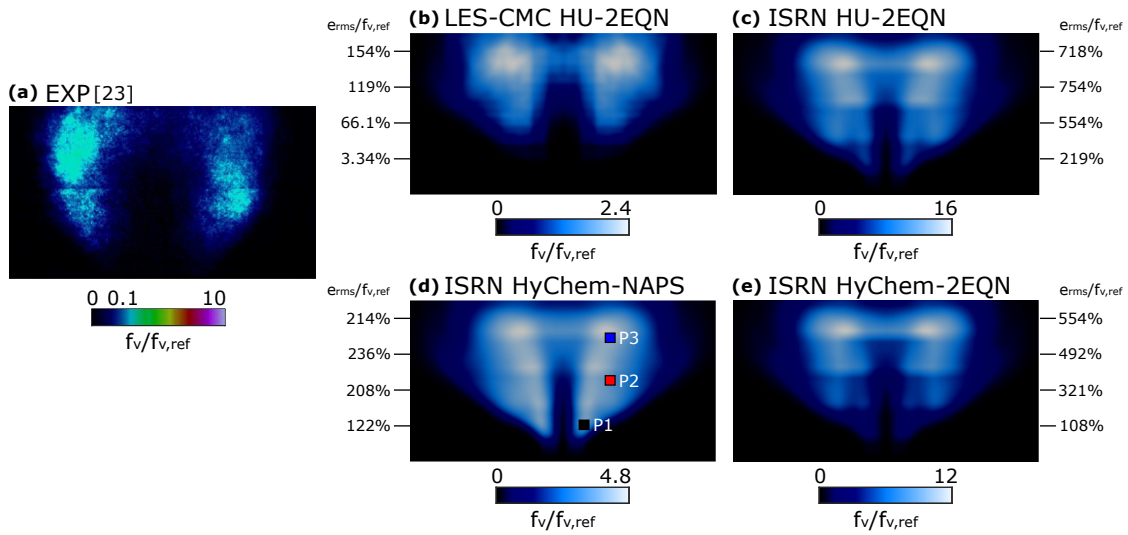 (a) EXP [23]
0 0.1 10
fv/fv,ref
(b) LES-CMC HU-2EQN
erms/fv,ref
154%
119%
66.1%
3.34%
0 2.4
fv/fv,ref
(c) ISRN HU-2EQN
erms/fv,ref
718%
754%
554%
219%
0 16
fv/fv,ref
(d) ISRN HyChem-NAPS
erms/fv,ref
214%
236%
208%
122%
P3
P2
P1
0 4.8
fv/fv,ref
(e) ISRN HyChem-2EQN
erms/fv,ref
554%
492%
321%
108%
0 12
fv/fv,ref